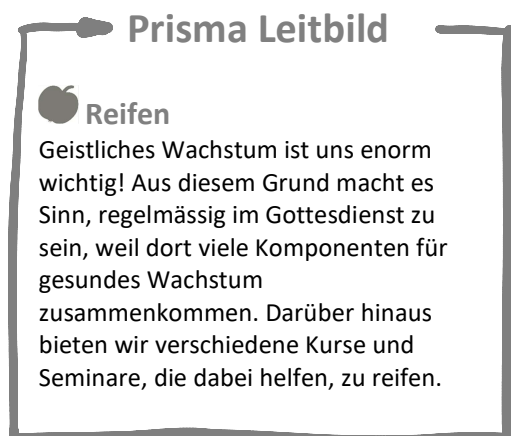 Prisma Leitbild
Reifen
Geistliches Wachstum ist uns enorm
wichtig! Aus diesem Grund macht es
Sinn, regelmässig im Gottesdienst zu
sein, weil dort viele Komponenten für
gesundes Wachstum
zusammenkommen. Darüber hinaus
bieten wir verschiedene Kurse und
Seminare, die dabei helfen, zu reifen.